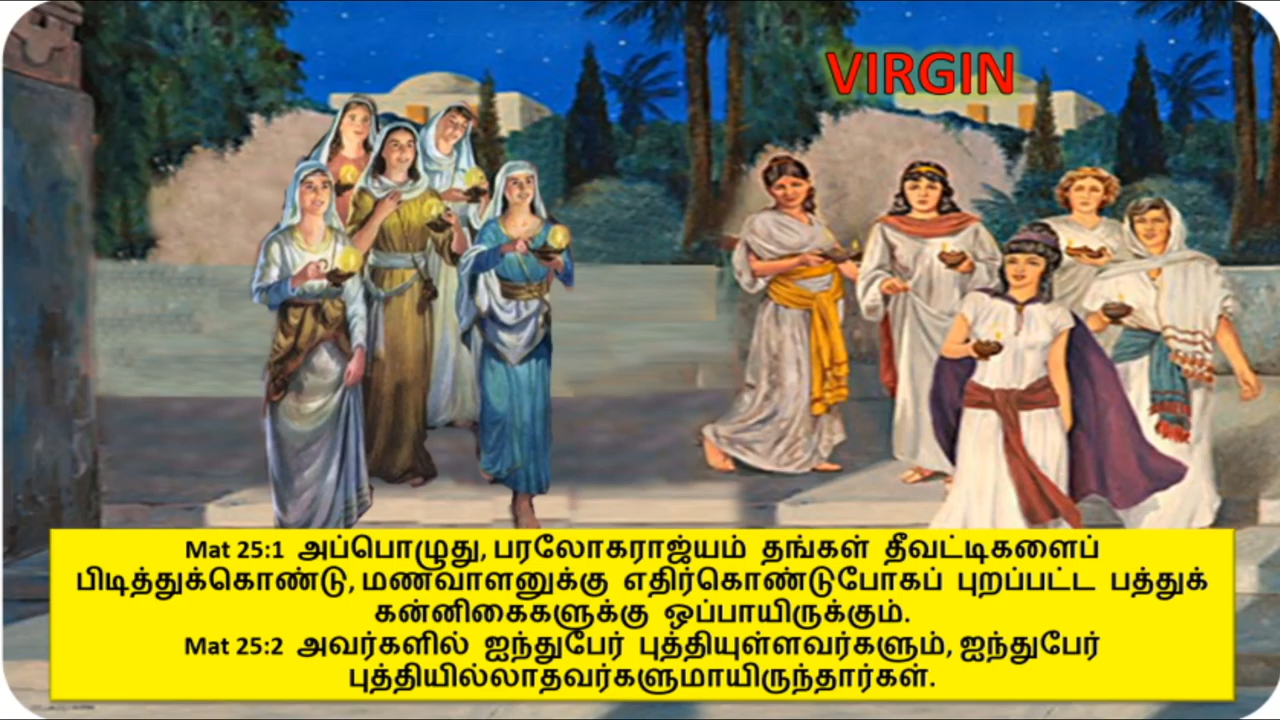 VIRGIN
Mat 25:1 அப்பொழுது, பரலோகராஜ்யம் தங்கள் தீவட்டிகளைப்
பிடித்துக்கொண்டு, மணவாளனுக்கு எதிர்கொண்டுபோகப் புறப்பட்ட பத்துக்
கன்னிகைகளுக்கு ஒப்பாயிருக்கும்.
Mat 25:2 அவர்களில் ஐந்துபேர் புத்தியுள்ளவர்களும், ஐந்துபேர்
புத்தியில்லாதவர்களுமாயிருந்தார்கள்.